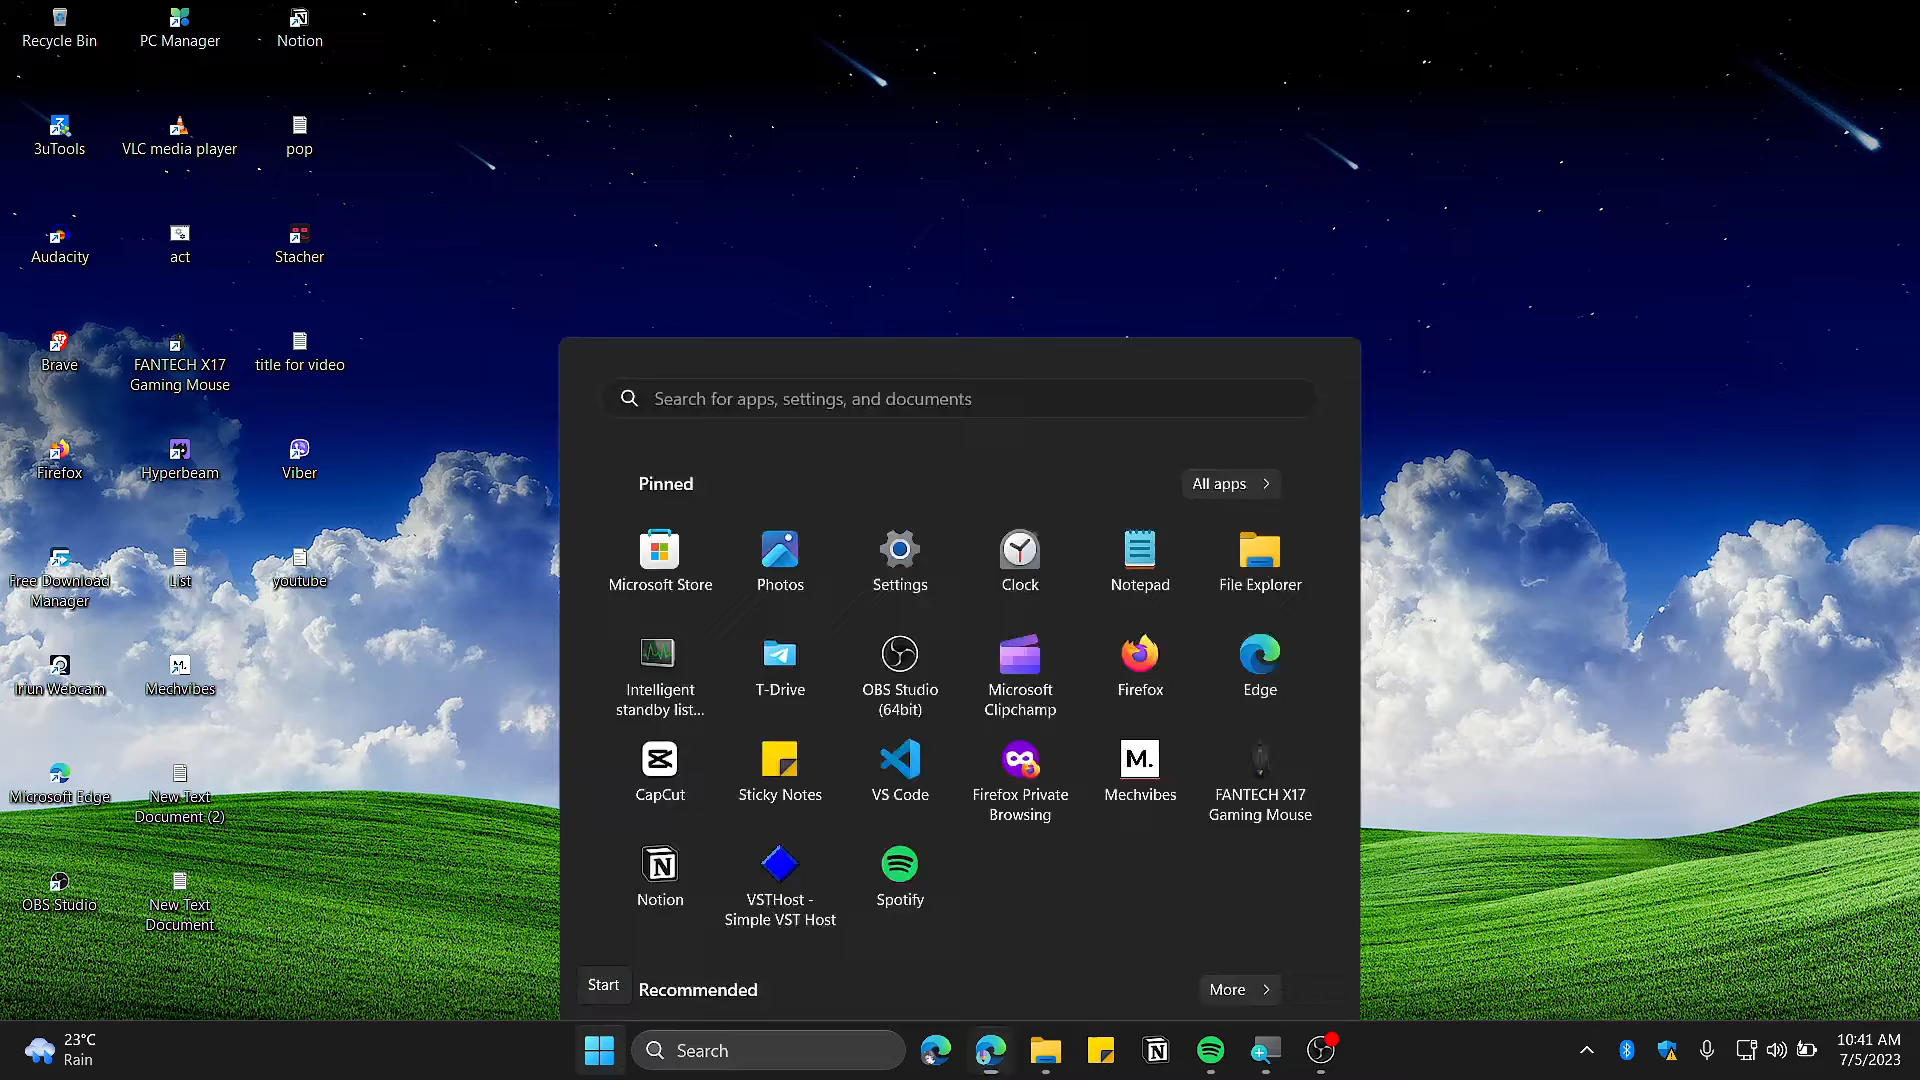 Recycle Bin
PC Manager
Notion
3uTools
VLC media player
pop
Audacity
act
Stacher
Brave
FANTECH X17
Gaming Mouse
title for video
Firefox
Hyperbeam
Viber
Free Download
Manager
List
youtube
Iriun Webcam
Mechvibes
Microsoft Edge
New Text
Document (2)
OBS Studio
New Text
Document
Search for apps, settings, and documents
Pinned
All apps
Microsoft Store
Photos
Settings
Clock
Notepad
File Explorer
Intelligent
standby list...
T-Drive
OBS Studio
(64bit)
Microsoft
Clipchamp
Firefox
Edge
CapCut
Sticky Notes
VS Code
Firefox Private
Browsing
M.
Mechvibes
FANTECH X17
Gaming Mouse
Notion
VSTHost -
Simple VST Host
Spotify
Start
Recommended
More
23°C
Rain
Search
10:41 AM
7/5/2023